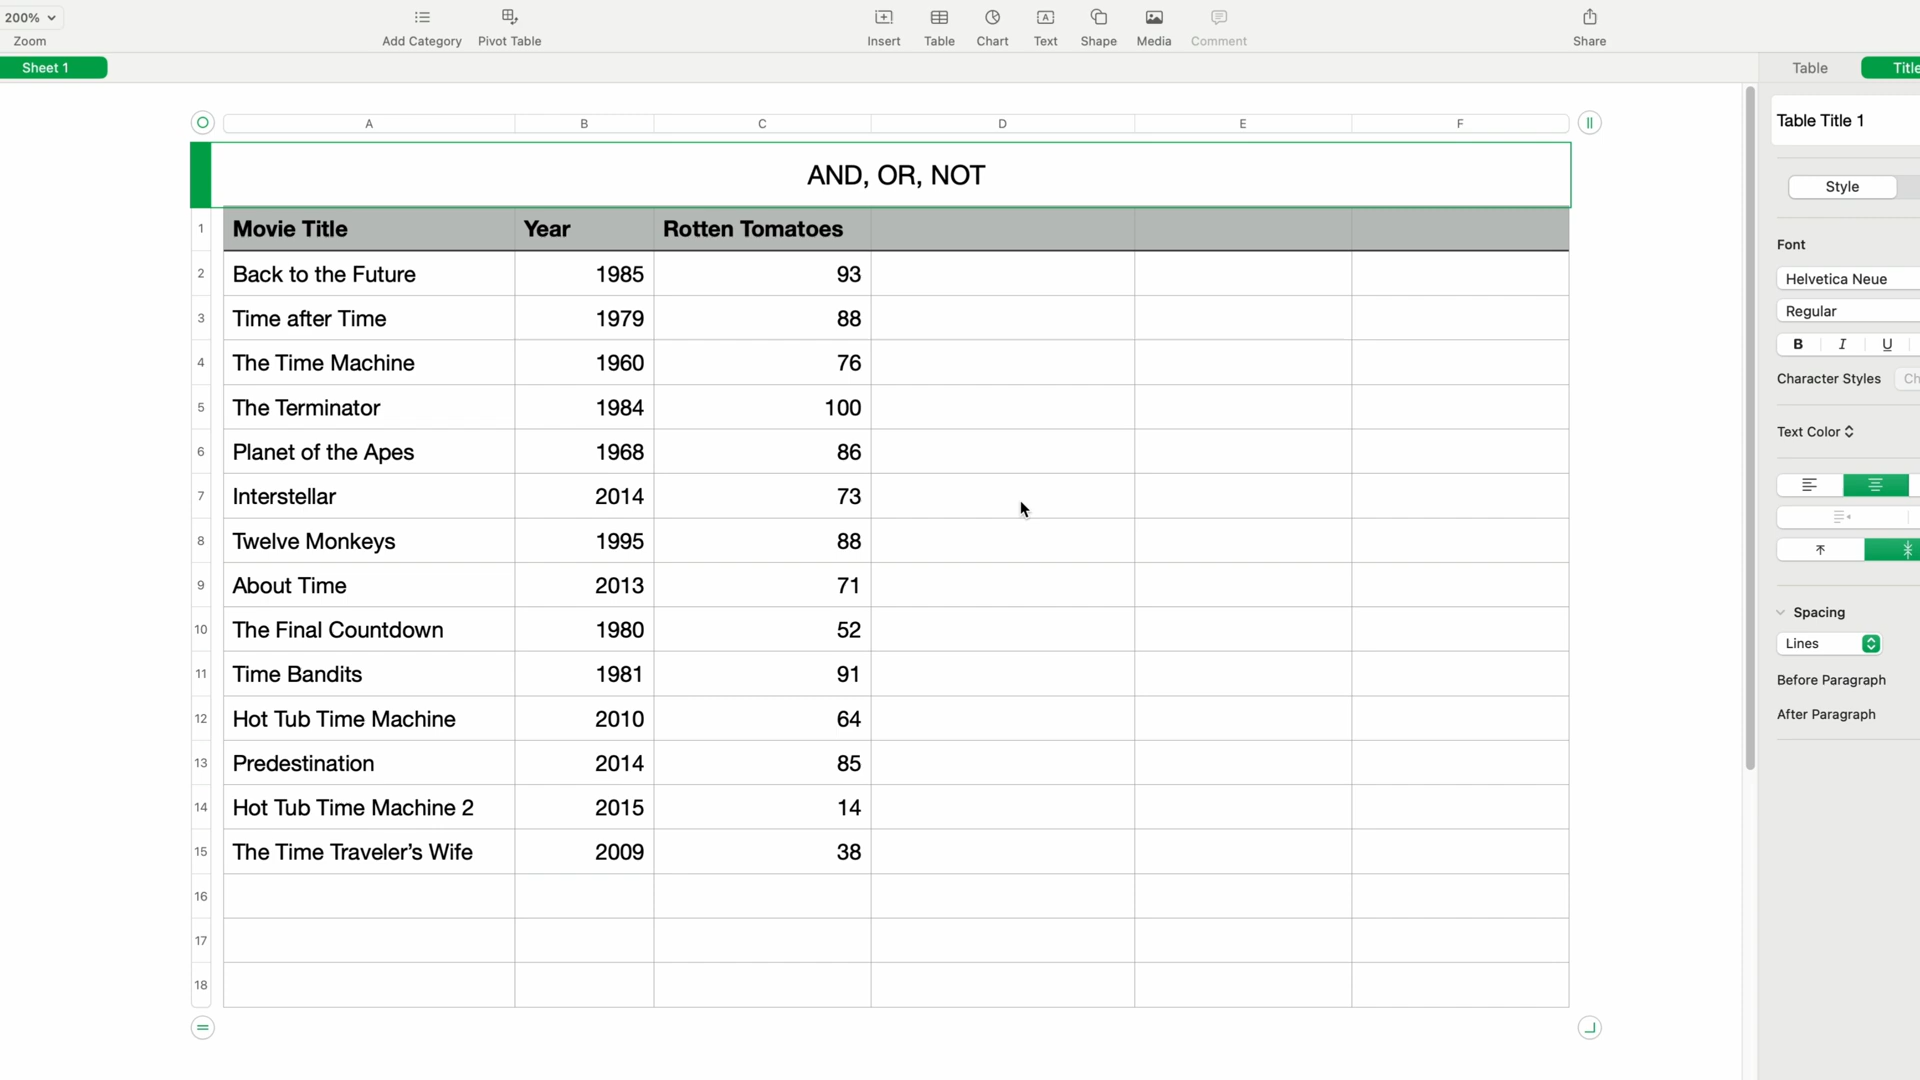 200%
Zoom
Add Category
Pivot Table
Insert
Table
Chart
Text
Shape
Media
Comment
Share
Sheet 1
Table
Title
A B C D E F
Table Title 1
AND, OR, NOT
Style
1 Movie Title Year Rotten Tomatoes
2 Back to the Future 1985 93
3 Time after Time 1979 88
4 The Time Machine 1960 76
5 The Terminator 1984 100
6 Planet of the Apes 1968 86
7 Interstellar 2014 73
8 Twelve Monkeys 1995 88
9 About Time 2013 71
10 The Final Countdown 1980 52
11 Time Bandits 1981 91
12 Hot Tub Time Machine 2010 64
13 Predestination 2014 85
14 Hot Tub Time Machine 2 2015 14
15 The Time Traveler’s Wife 2009 38
16
17
18
Font
Helvetica Neue
Regular
B I U
Character Styles
Text Color
Spacing
Lines
Before Paragraph
After Paragraph